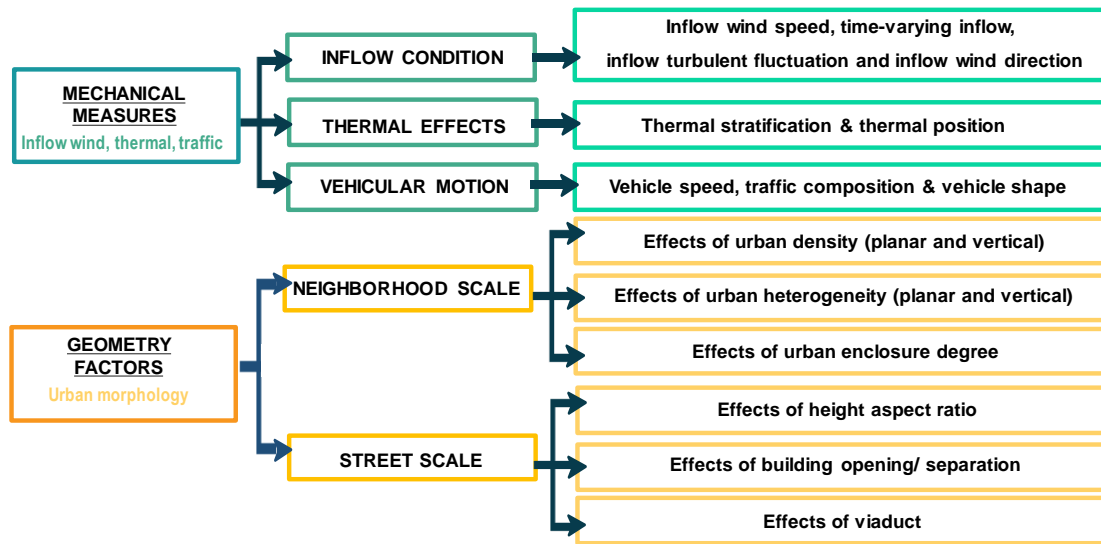 MECHANICAL
MEASURES
Inflow wind, thermal, traffic
INFLOW CONDITION
Inflow wind speed, time-varying inflow,
inflow turbulent fluctuation and inflow wind direction
THERMAL EFFECTS
Thermal stratification & thermal position
VEHICULAR MOTION
Vehicle speed, traffic composition & vehicle shape
GEOMETRY
FACTORS
Urban morphology
NEIGHBORHOOD SCALE
Effects of urban density (planar and vertical)
Effects of urban heterogeneity (planar and vertical)
Effects of urban enclosure degree
STREET SCALE
Effects of height aspect ratio
Effects of building opening/ separation
Effects of viaduct